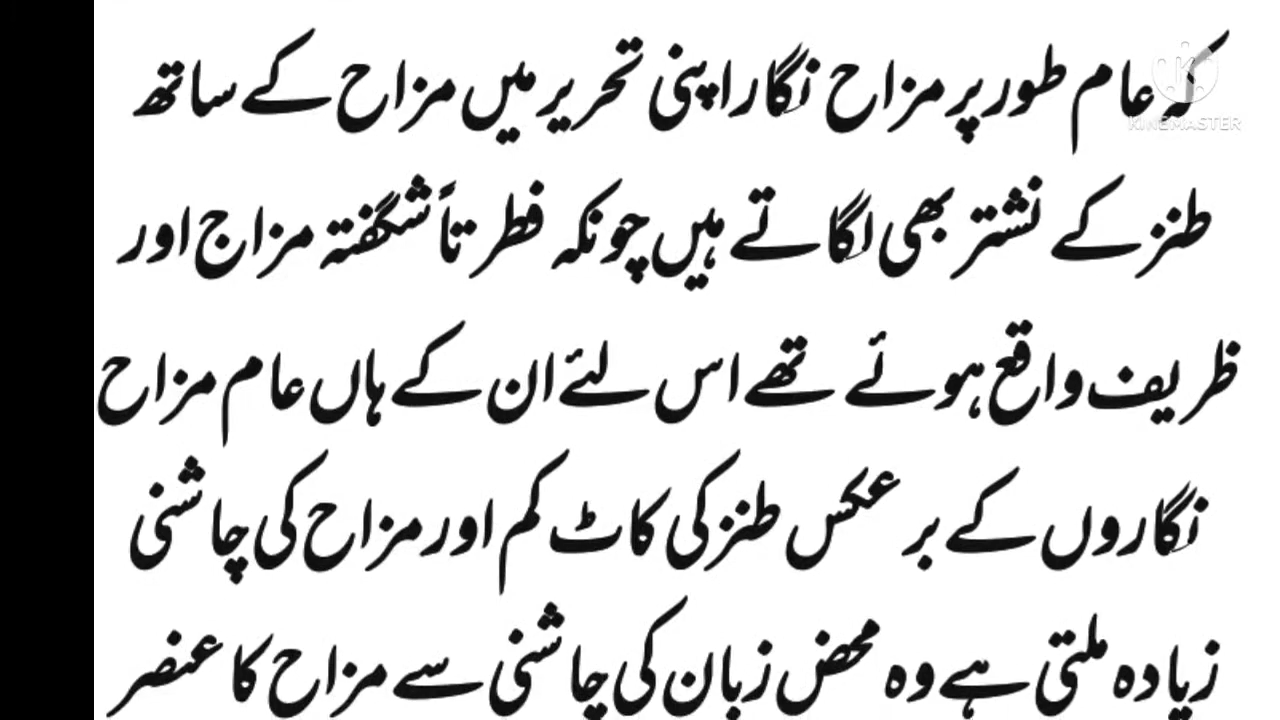 کہ عام طور پر مزاح نگار اپنی تحریر میں مزاح کے ساتھ
KINEMASTER
طنز کے نشتر بھی لگاتے ہیں چونکہ فطرتاً شگفتہ مزاج اور
ظریف واقع ہوئے تھے اس لئے ان کے ہاں عام مزاح
نگاروں کے برعکس طنز کی کاٹ کم اور مزاح کی چاشنی
زیادہ ملتی ہے وہ محض زبان کی چاشنی سے مزاح کا عنصر